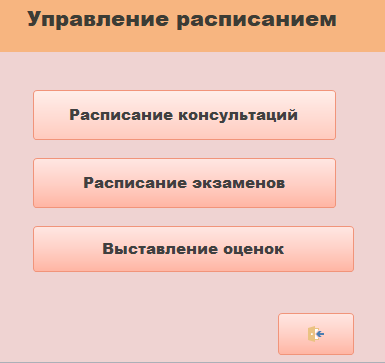 Управление расписанием
Расписание консультаций
Расписание экзаменов
Выставление оценок